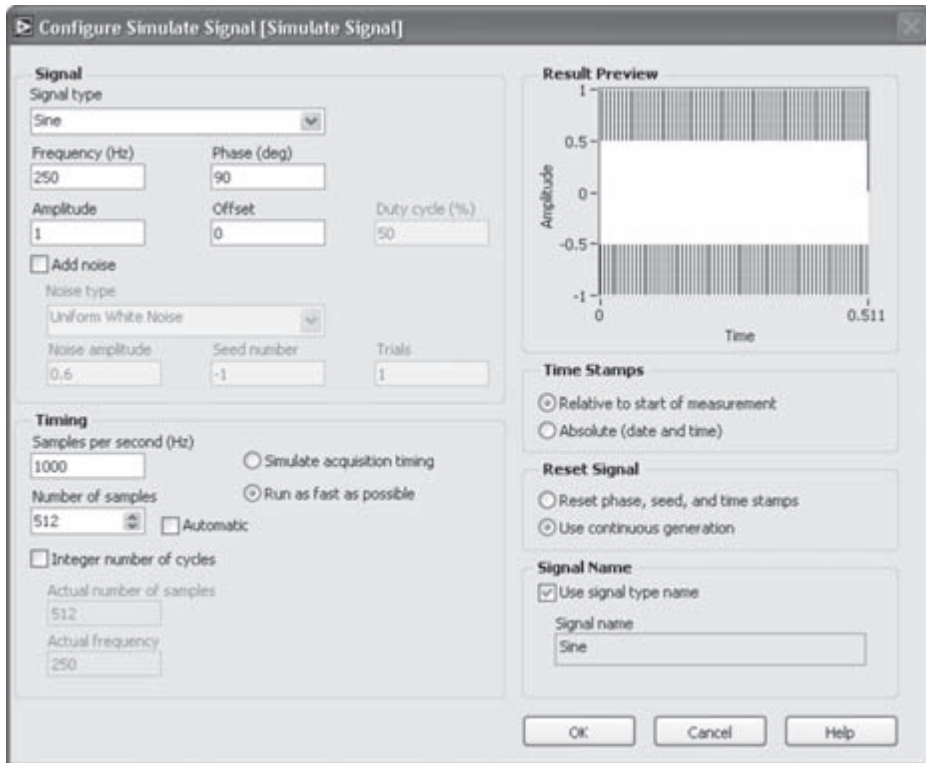 Configure Simulate Signal [Simulate Signal]
Signal
Signal type
Sine
Frequency (Hz) Phase (deg)
250 90
Amplitude Offset Duty cycle (%)
1 0 50
Add noise
Noise type
Uniform White Noise
Noise amplitude Seed number Trials
0.6 -1 1
Timing
Samples per second (Hz)
1000
Simulate acquisition timing
Run as fast as possible
Number of samples
512
Automatic
Integer number of cycles
Actual number of samples
512
Actual frequency
250
Result Preview
Amplitude
1
0.5
0
-0.5
-1
0 0.511
Time
Time Stamps
Relative to start of measurement
Absolute (date and time)
Reset Signal
Reset phase, seed, and time stamps
Use continuous generation
Signal Name
Use signal type name
Signal name
Sine
OK Cancel Help